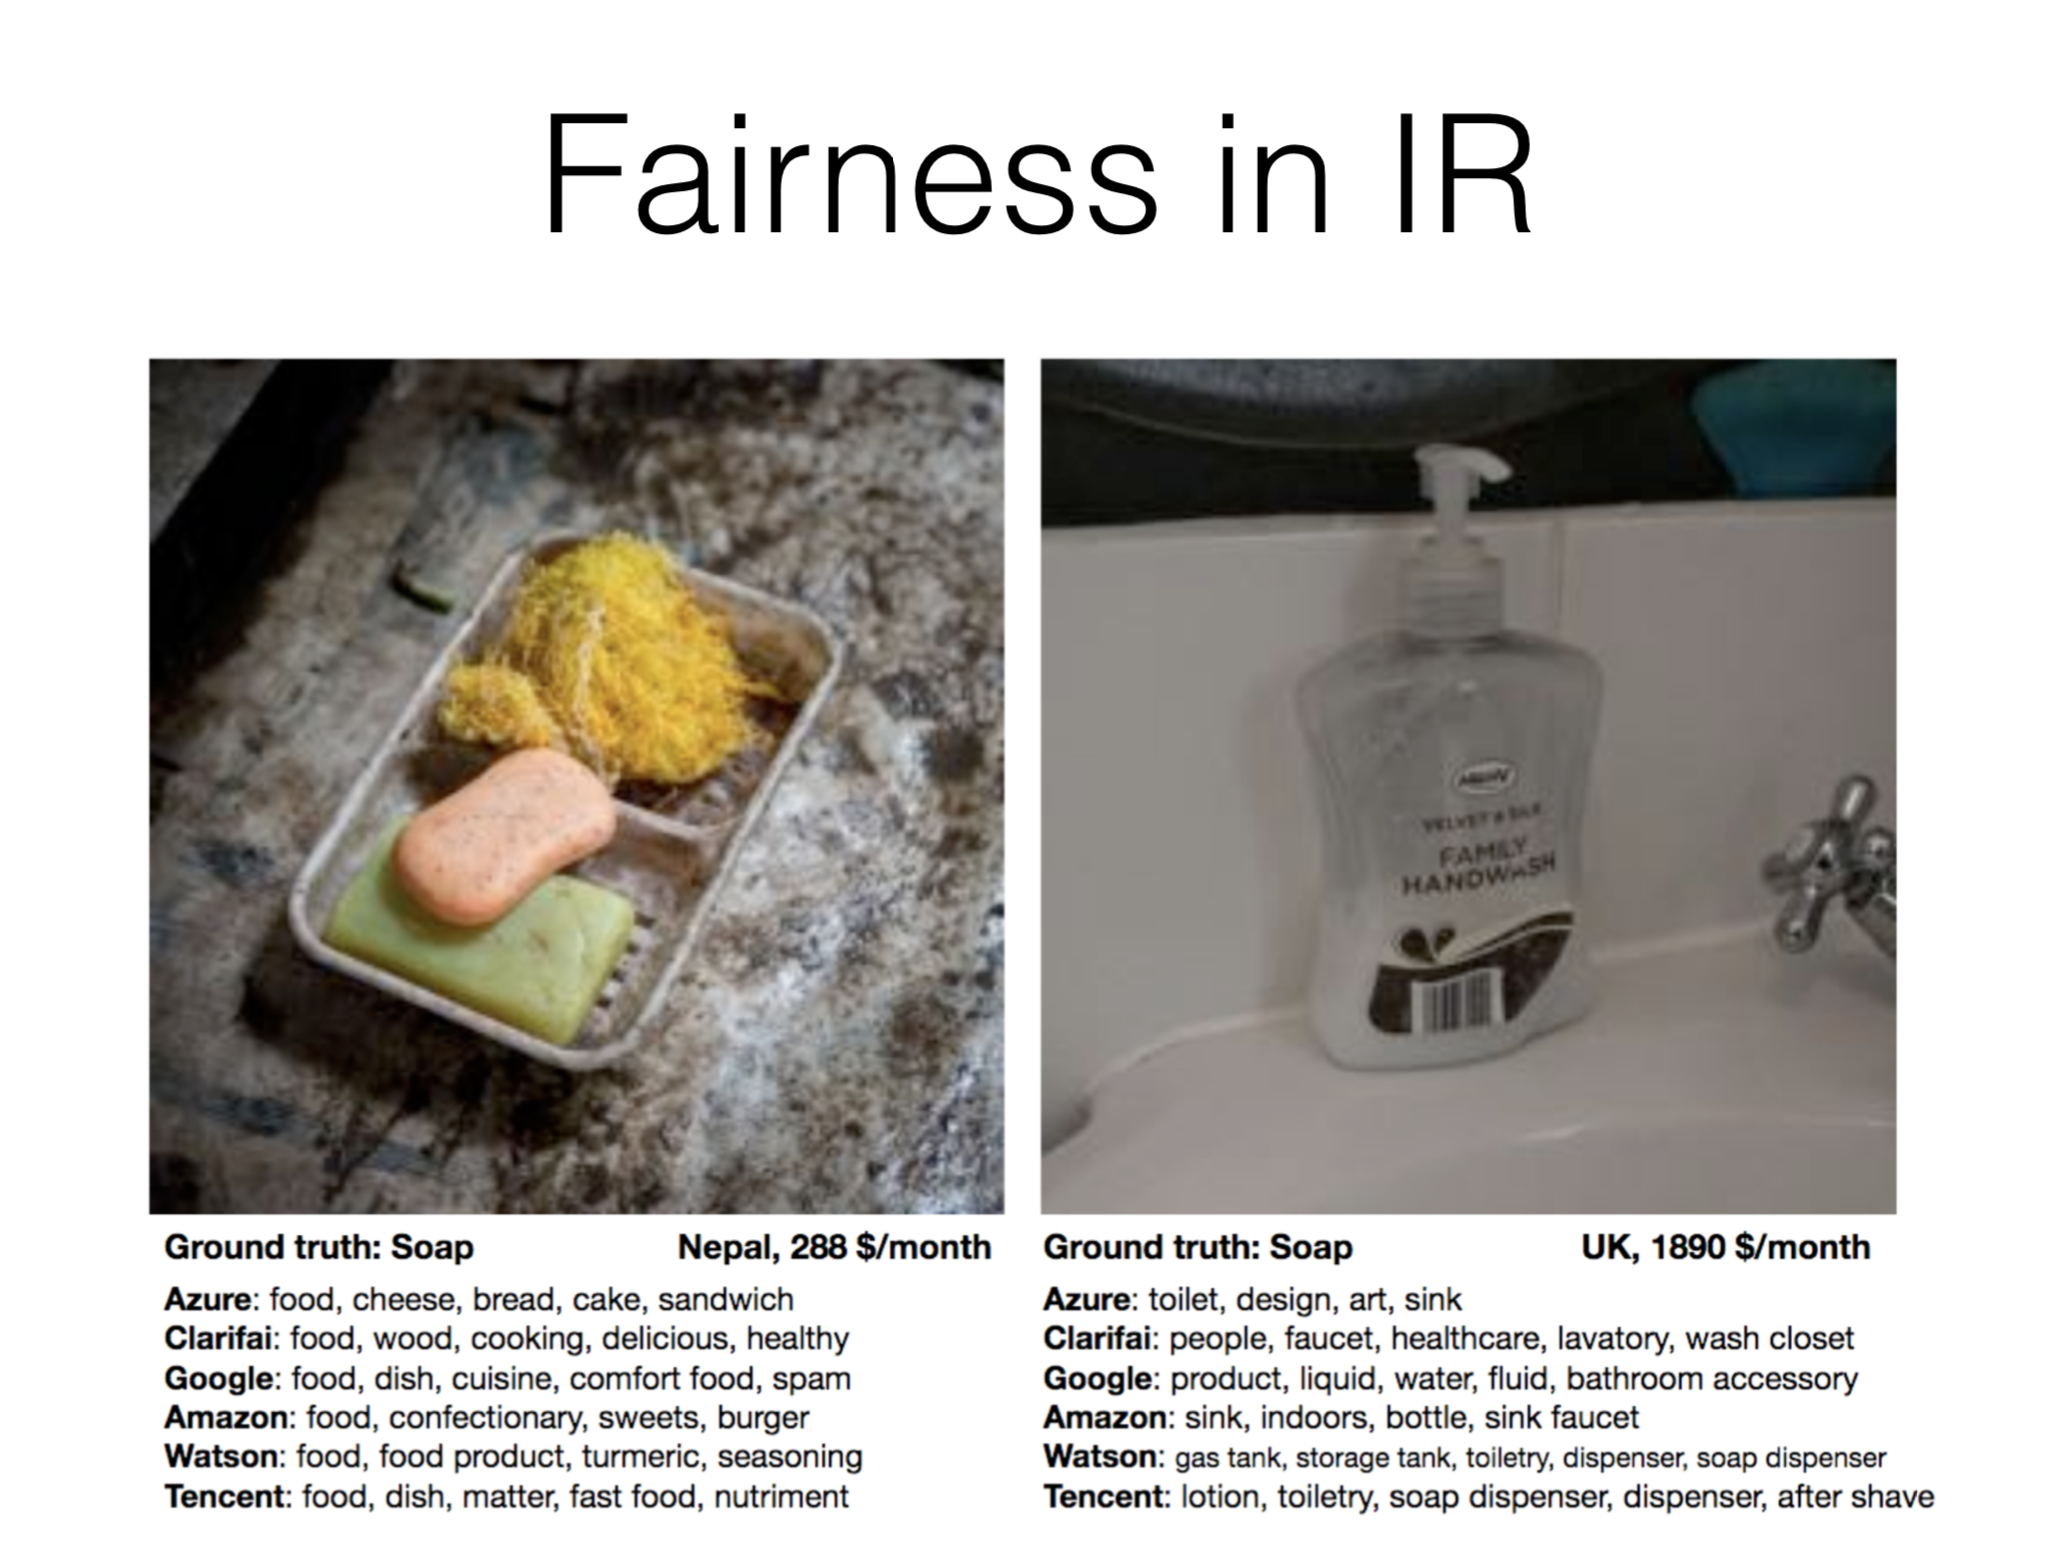 Fairness in IR
VELVET & SILK
FAMILY
HANDWASH
Ground truth: Soap Nepal, 288 $/month
Azure: food, cheese, bread, cake, sandwich
Clarifai: food, wood, cooking, delicious, healthy
Google: food, dish, cuisine, comfort food, spam
Amazon: food, confectionary, sweets, burger
Watson: food, food product, turmeric, seasoning
Tencent: food, dish, matter, fast food, nutriment
Ground truth: Soap UK, 1890 $/month
Azure: toilet, design, art, sink
Clarifai: people, faucet, healthcare, lavatory, wash closet
Google: product, liquid, water, fluid, bathroom accessory
Amazon: sink, indoors, bottle, sink faucet
Watson: gas tank, storage tank, toiletry, dispenser, soap dispenser
Tencent: lotion, toiletry, soap dispenser, dispenser, after shave